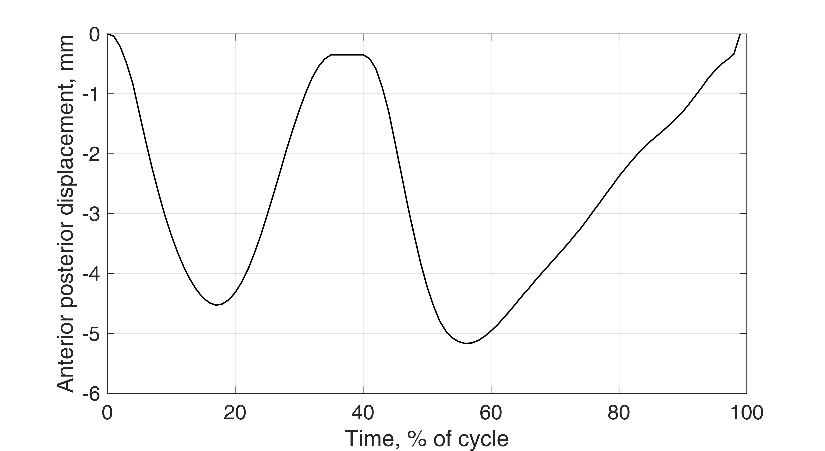 Anterior posterior displacement, mm
0
-1
-2
-3
-4
-5
-6
0 20 40 60 80 100
Time, % of cycle